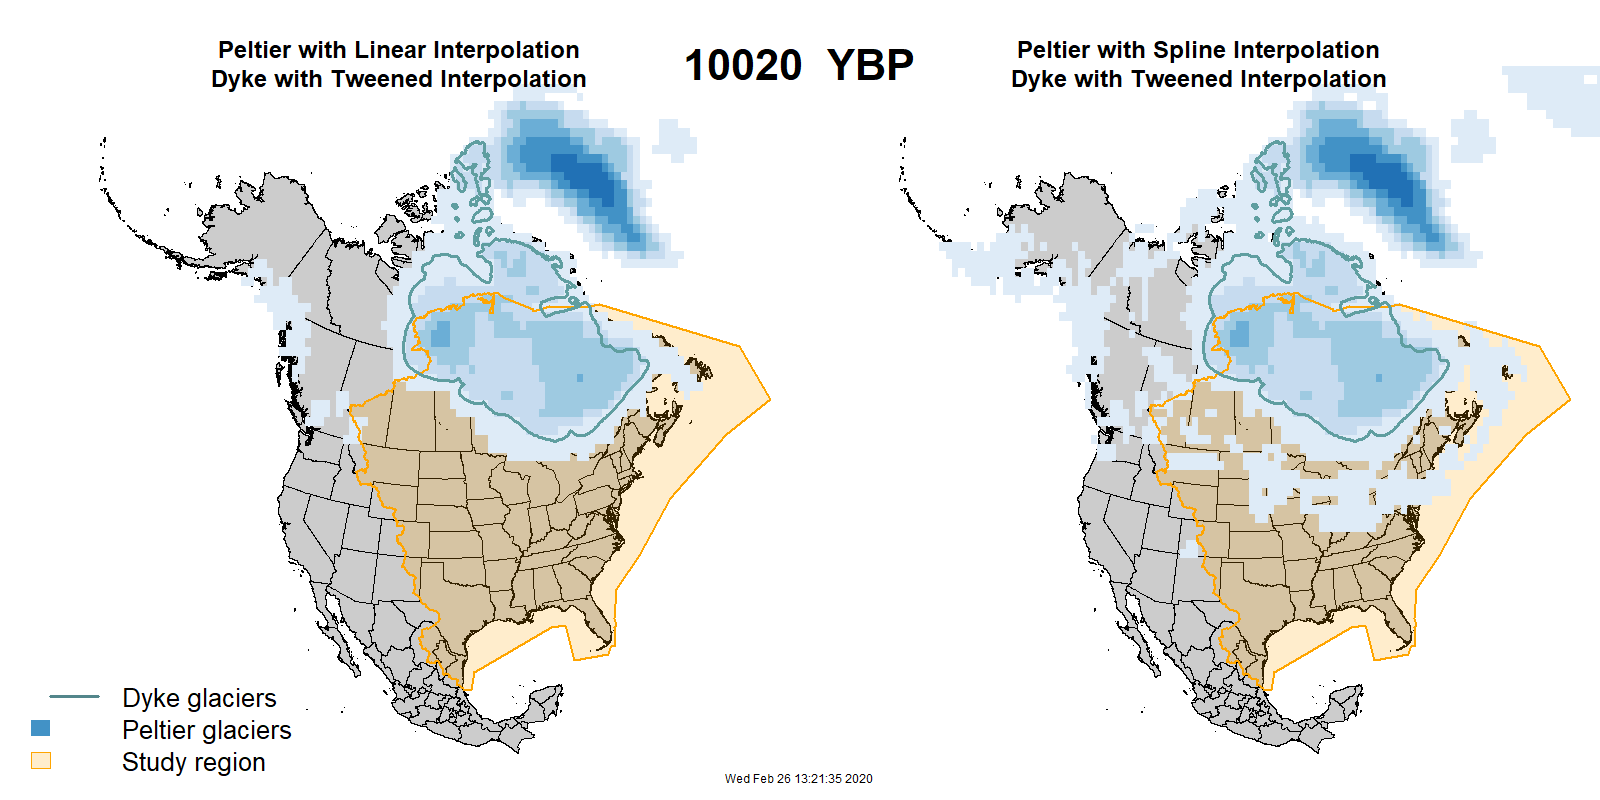 Peltier with Linear Interpolation
Dyke with Tweened Interpolation
10020 YBP
Peltier with Spline Interpolation
Dyke with Tweened Interpolation
Dyke glaciers
Peltier glaciers
Study region
Wed Feb 26 13:21:35 2020